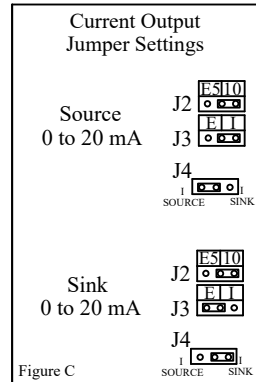 Current Output
Jumper Settings
Source
0 to 20 mA
J2 E5 10
J3 E I
J4
I SOURCE I SINK
Sink
0 to 20 mA
J2 E5 10
J3 E I
J4
I SOURCE I SINK
Figure C